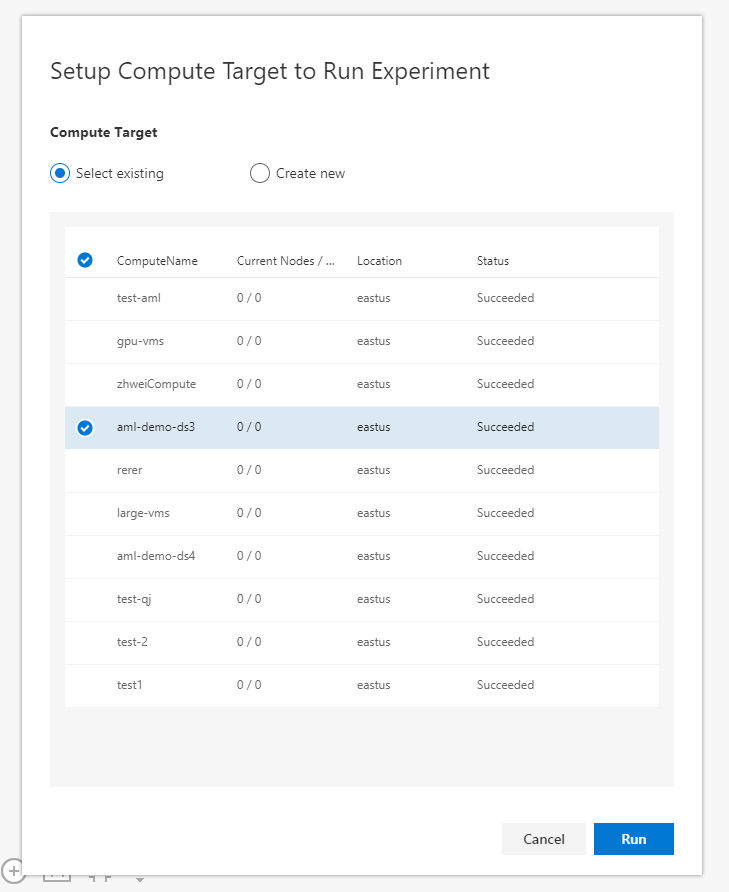 Setup Compute Target to Run Experiment
Compute Target
Select existing Create new
ComputeName Current Nodes / ... Location Status
test-aml 0 / 0 eastus Succeeded
gpu-vms 0 / 0 eastus Succeeded
zhweiCompute 0 / 0 eastus Succeeded
aml-demo-ds3 0 / 0 eastus Succeeded
rerer 0 / 0 eastus Succeeded
large-vms 0 / 0 eastus Succeeded
aml-demo-ds4 0 / 0 eastus Succeeded
test-qj 0 / 0 eastus Succeeded
test-2 0 / 0 eastus Succeeded
test1 0 / 0 eastus Succeeded
Cancel Run